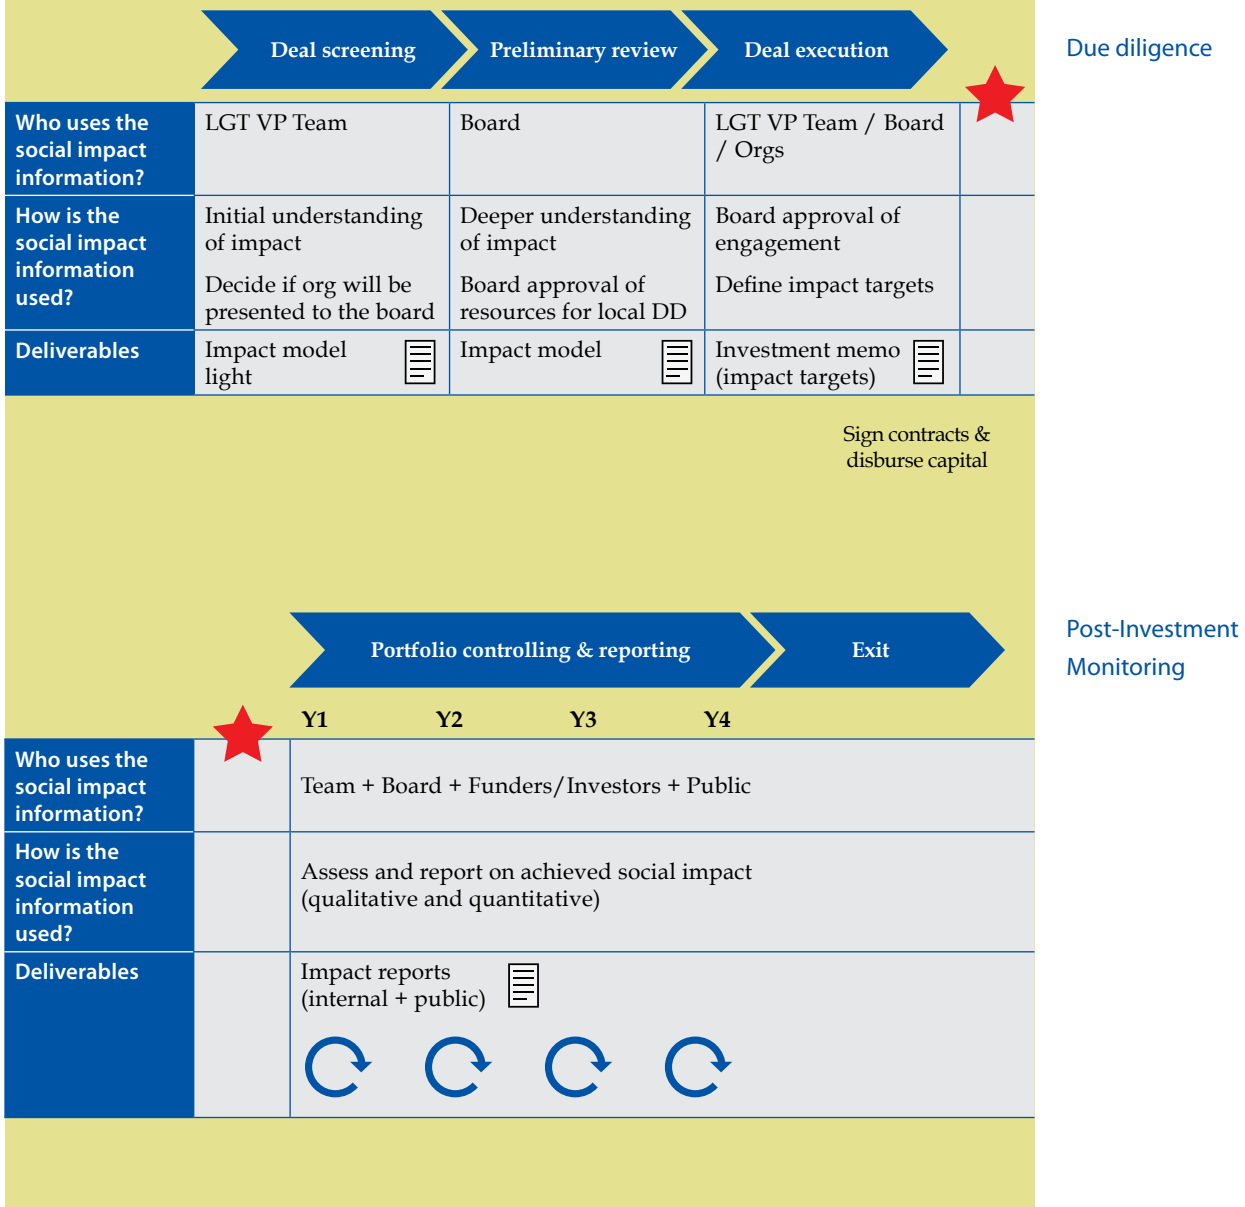 Deal screening
Preliminary review
Deal execution
Due diligence
Who uses the
social impact
information?
LGT VP Team
Board
LGT VP Team / Board
/ Orgs
How is the
social impact
information
used?
Initial understanding
of impact
Decide if org will be
presented to the board
Deeper understanding
of impact
Board approval of
resources for local DD
Board approval of
engagement
Define impact targets
Deliverables
Impact model
light
Impact model
Investment memo
(impact targets)
Sign contracts &
disburse capital
Portfolio controlling & reporting
Exit
Post-Investment
Monitoring
Y1
Y2
Y3
Y4
Who uses the
social impact
information?
Team + Board + Funders/Investors + Public
How is the
social impact
information
used?
Assess and report on achieved social impact
(qualitative and quantitative)
Deliverables
Impact reports
(internal + public)